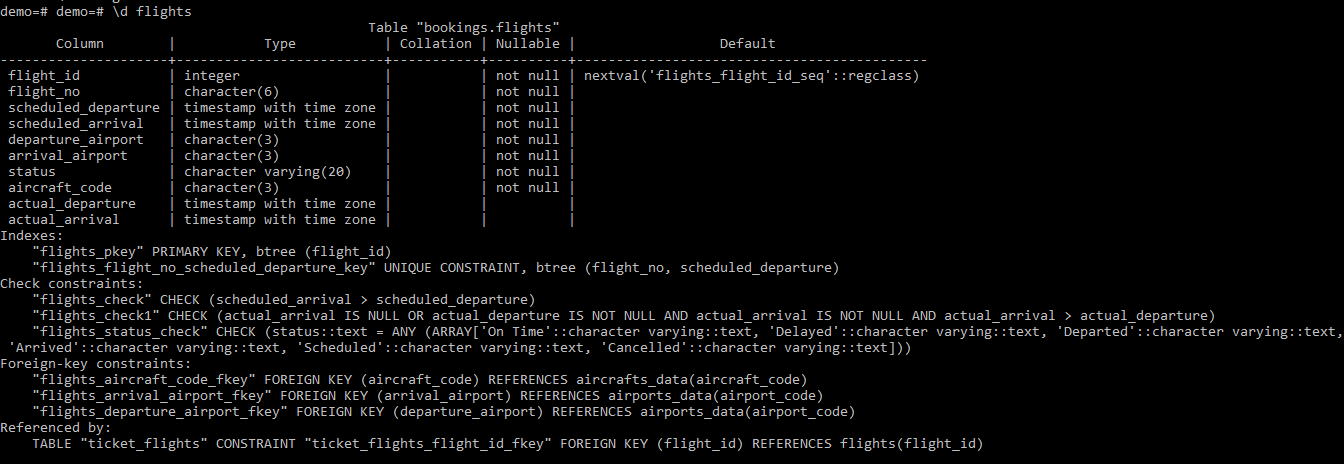 demo=# demo=# \d flights
                                              Table "bookings.flights"
       Column        |           Type           | Collation | Nullable |                  Default
---------------------+--------------------------+-----------+----------+--------------------------------------------
 flight_id           | integer                  |           | not null | nextval('flights_flight_id_seq'::regclass)
 flight_no           | character(6)             |           | not null |
 scheduled_departure | timestamp with time zone |           | not null |
 scheduled_arrival   | timestamp with time zone |           | not null |
 departure_airport   | character(3)             |           | not null |
 arrival_airport     | character(3)             |           | not null |
 status              | character varying(20)    |           | not null |
 aircraft_code       | character(3)             |           | not null |
 actual_departure    | timestamp with time zone |           |          |
 actual_arrival      | timestamp with time zone |           |          |
Indexes:
    "flights_pkey" PRIMARY KEY, btree (flight_id)
    "flights_flight_no_scheduled_departure_key" UNIQUE CONSTRAINT, btree (flight_no, scheduled_departure)
Check constraints:
    "flights_check" CHECK (scheduled_arrival > scheduled_departure)
    "flights_check1" CHECK (actual_arrival IS NULL OR actual_departure IS NOT NULL AND actual_arrival IS NOT NULL AND actual_arrival > actual_departure)
    "flights_status_check" CHECK (status::text = ANY (ARRAY['On Time'::character varying::text, 'Delayed'::character varying::text, 'Departed'::character varying::text,
 'Arrived'::character varying::text, 'Scheduled'::character varying::text, 'Cancelled'::character varying::text]))
Foreign-key constraints:
    "flights_aircraft_code_fkey" FOREIGN KEY (aircraft_code) REFERENCES aircrafts_data(aircraft_code)
    "flights_arrival_airport_fkey" FOREIGN KEY (arrival_airport) REFERENCES airports_data(airport_code)
    "flights_departure_airport_fkey" FOREIGN KEY (departure_airport) REFERENCES airports_data(airport_code)
Referenced by:
    TABLE "ticket_flights" CONSTRAINT "ticket_flights_flight_id_fkey" FOREIGN KEY (flight_id) REFERENCES flights(flight_id)